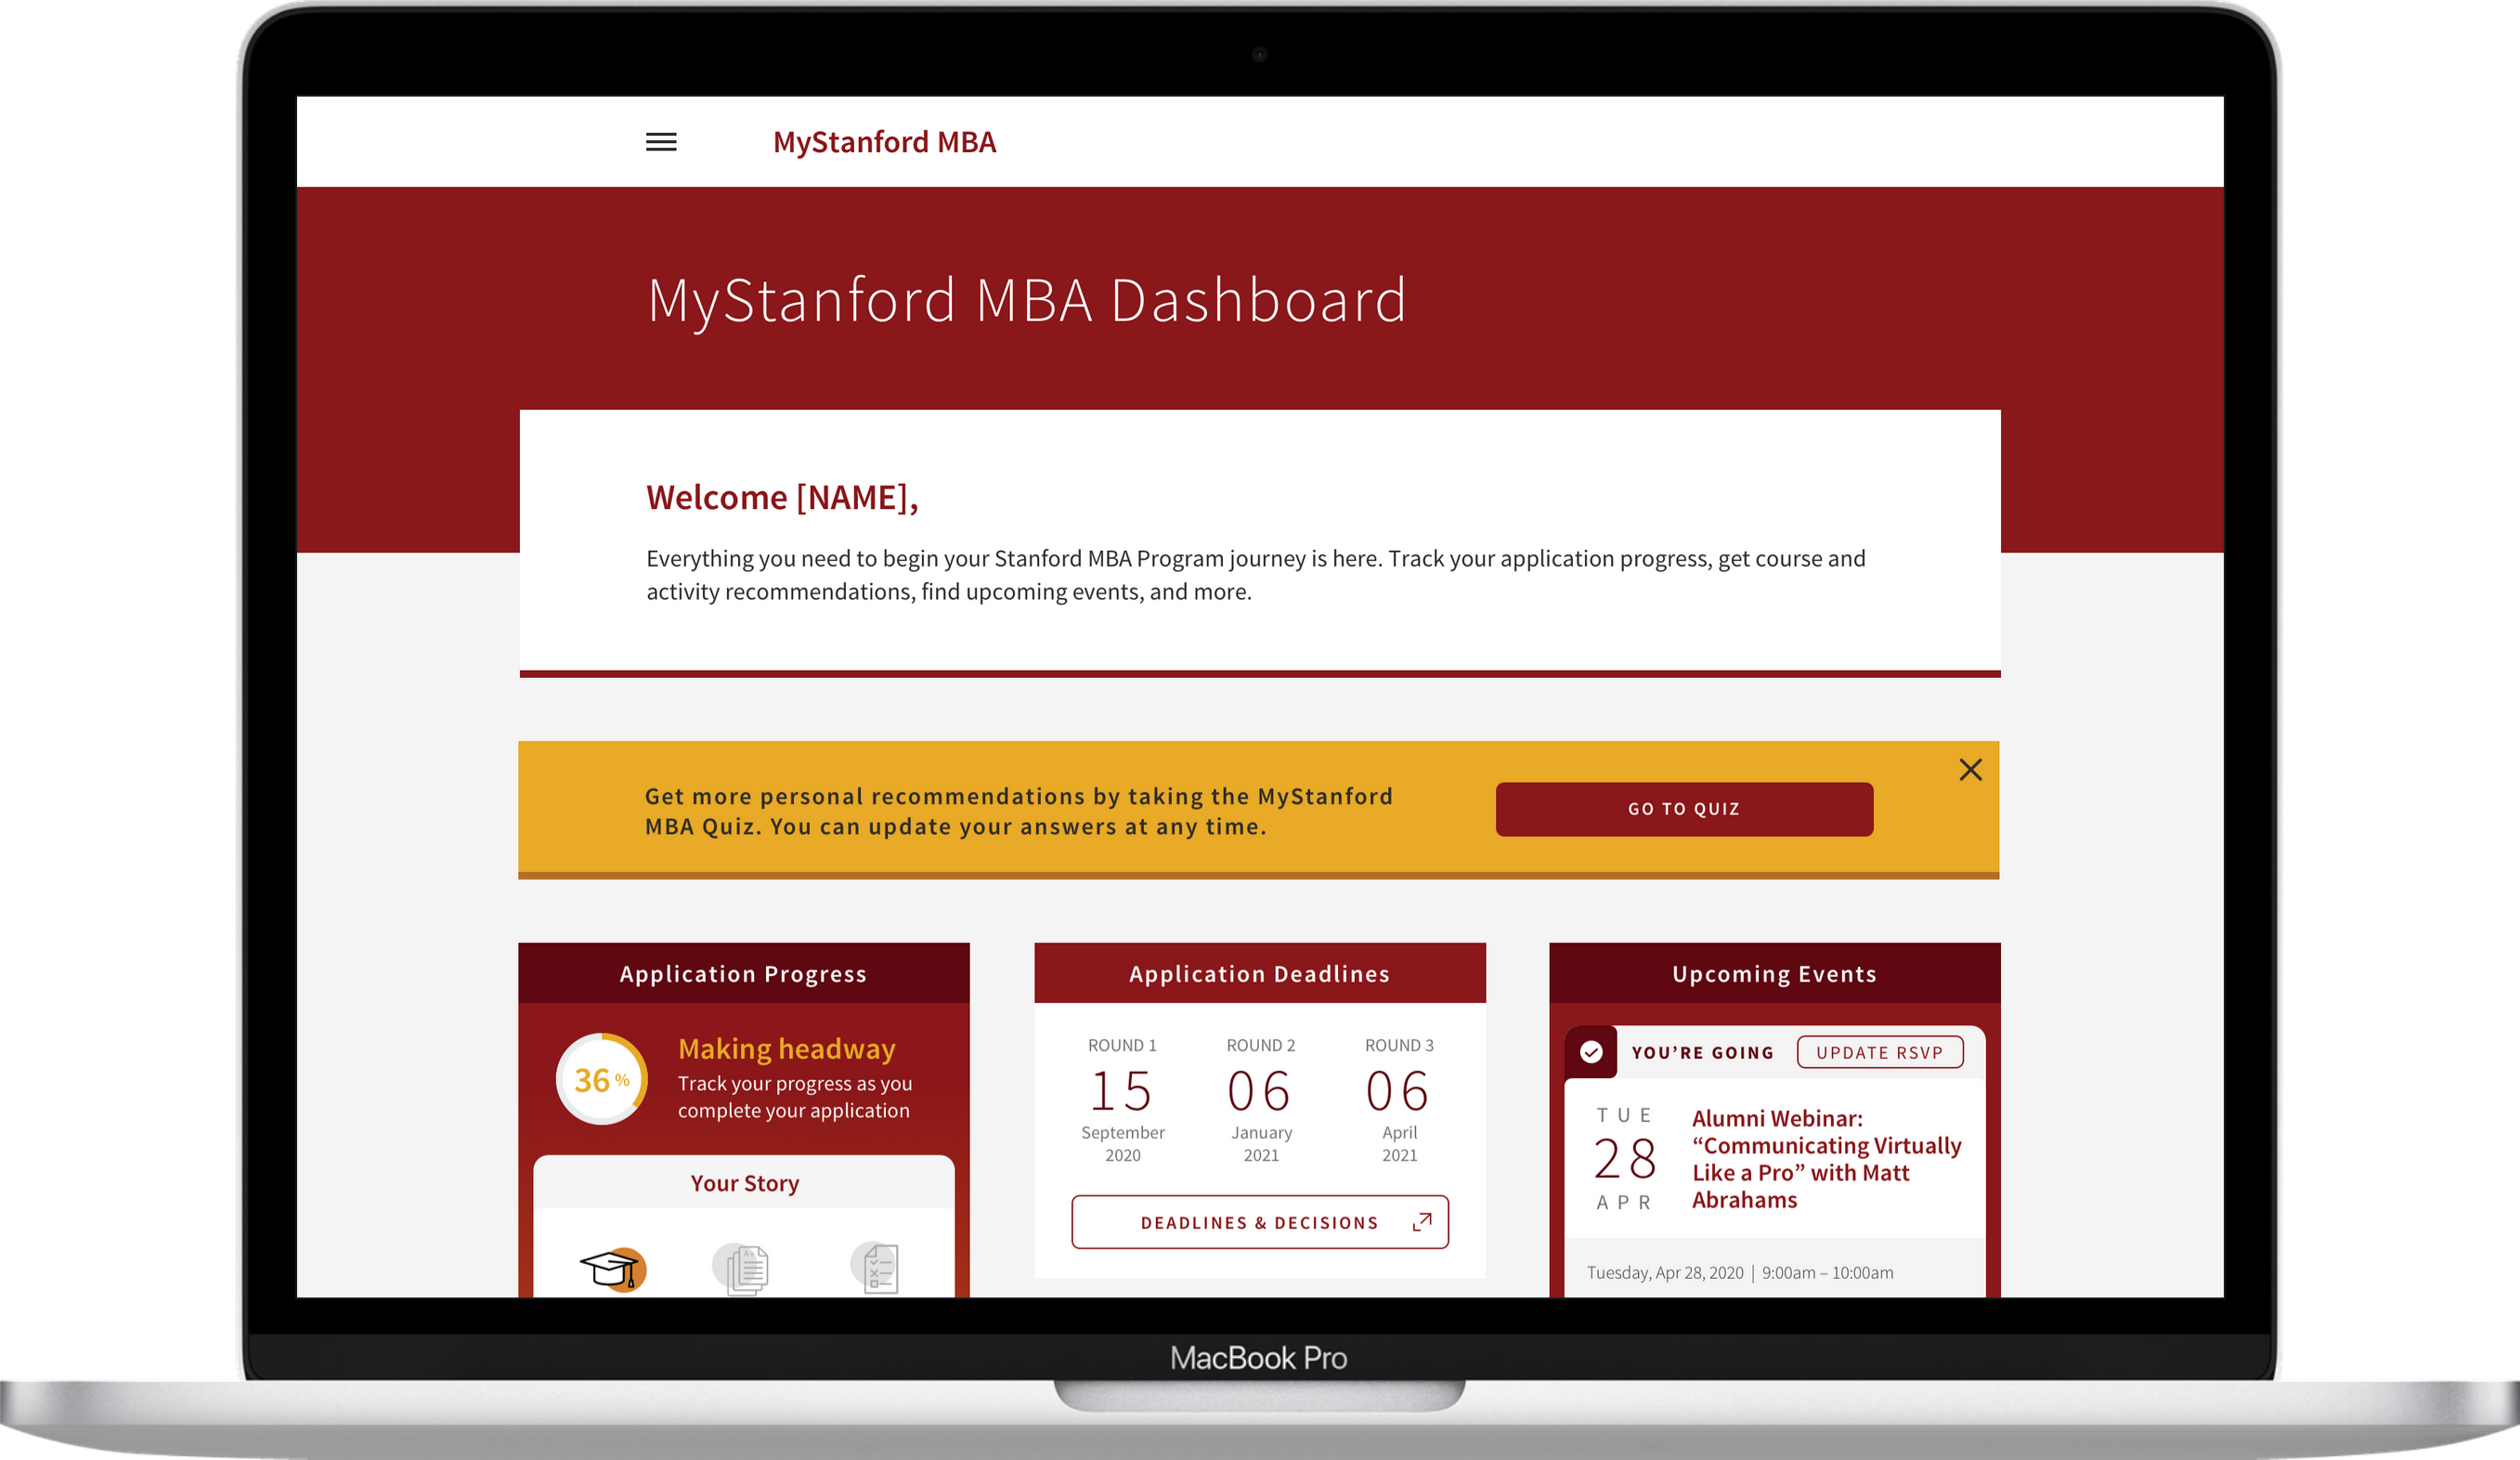 MyStanford MBA
MyStanford MBA Dashboard
Welcome [NAME],
Everything you need to begin your Stanford MBA Program journey is here. Track your application progress, get course and
activity recommendations, find upcoming events, and more.
Get more personal recommendations by taking the MyStanford
MBA Quiz. You can update your answers at any time.
GO TO QUIZ
Application Progress
36 %
Making headway
Track your progress as you
complete your application
Your Story
A+
Application Deadlines
ROUND 1
15
September
2020
ROUND 2
06
January
2021
ROUND 3
06
April
2021
DEADLINES & DECISIONS
Upcoming Events
YOU’RE GOING
UPDATE RSVP
TUE
28
APR
Alumni Webinar:
“Communicating Virtually
Like a Pro” with Matt
Abrahams
Tuesday, Apr 28, 2020 | 9:00am – 10:00am
MacBook Pro